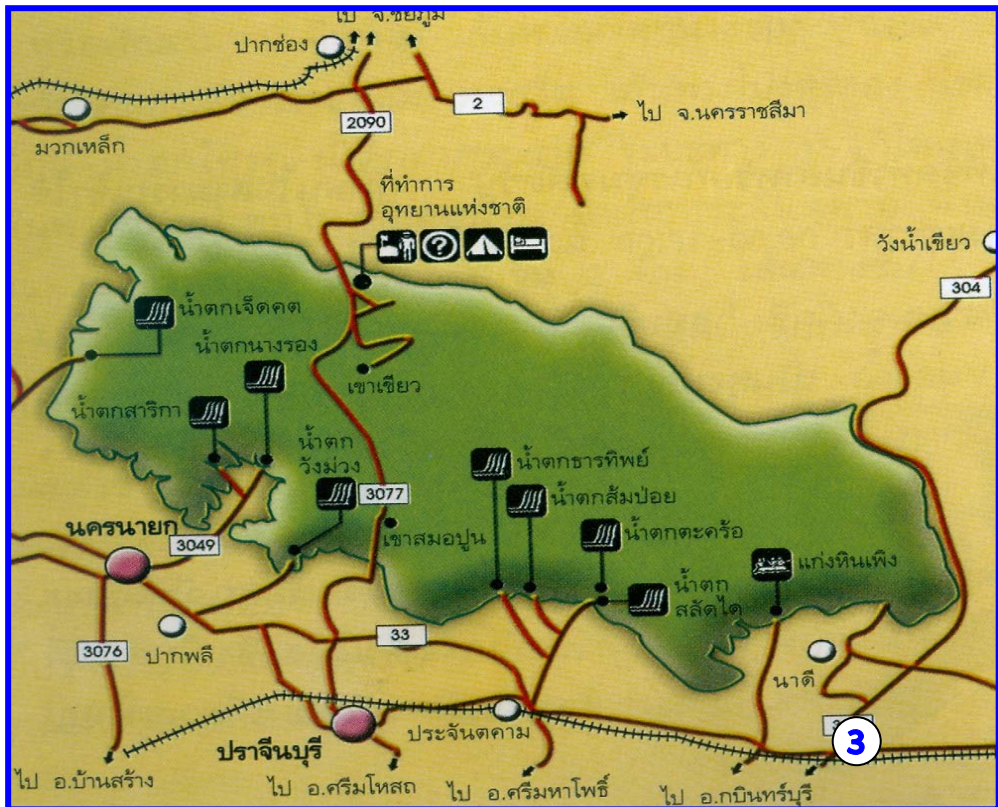 ไป จ.ชัยภูมิ
ปากช่อง
2
ไป จ.นครราชสีมา
2090
มวกเหล็ก
ที่ทำการ
อุทยานแห่งชาติ
?
วังน้ำเขียว
304
น้ำตกเจ็ดคต
น้ำตกนางรอง
เขาเขียว
น้ำตกสาริกา
น้ำตก
วังม่วง
น้ำตกธารทิพย์
3077
น้ำตกส้มป่อย
นครนายก
เขาสมอปูน
น้ำตกตะคร้อ
3049
แก่งหินเพิง
น้ำตก
สลัดได
33
ปากพลี
3076
นาดี
ประจันตคาม
ปราจีนบุรี
3
ไป อ.บ้านสร้าง
ไป อ.ศรีมโหสถ
ไป อ.ศรีมหาโพธิ์
ไป อ.กบินทร์บุรี